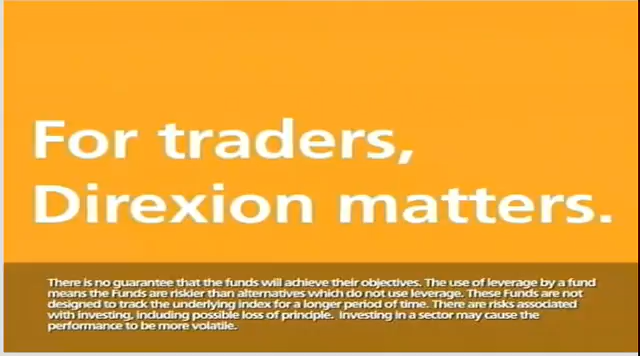 For traders,
Direxion matters.
There is no guarantee that the funds will achieve their objectives. The use of leverage by a fund
means the Funds are riskier than alternatives which do not use leverage. These Funds are not
designed to track the underlying index for a longer period of time. There are risks associated
with investing, including possible loss of principle. Investing in a sector may cause the
performance to be more volatile.